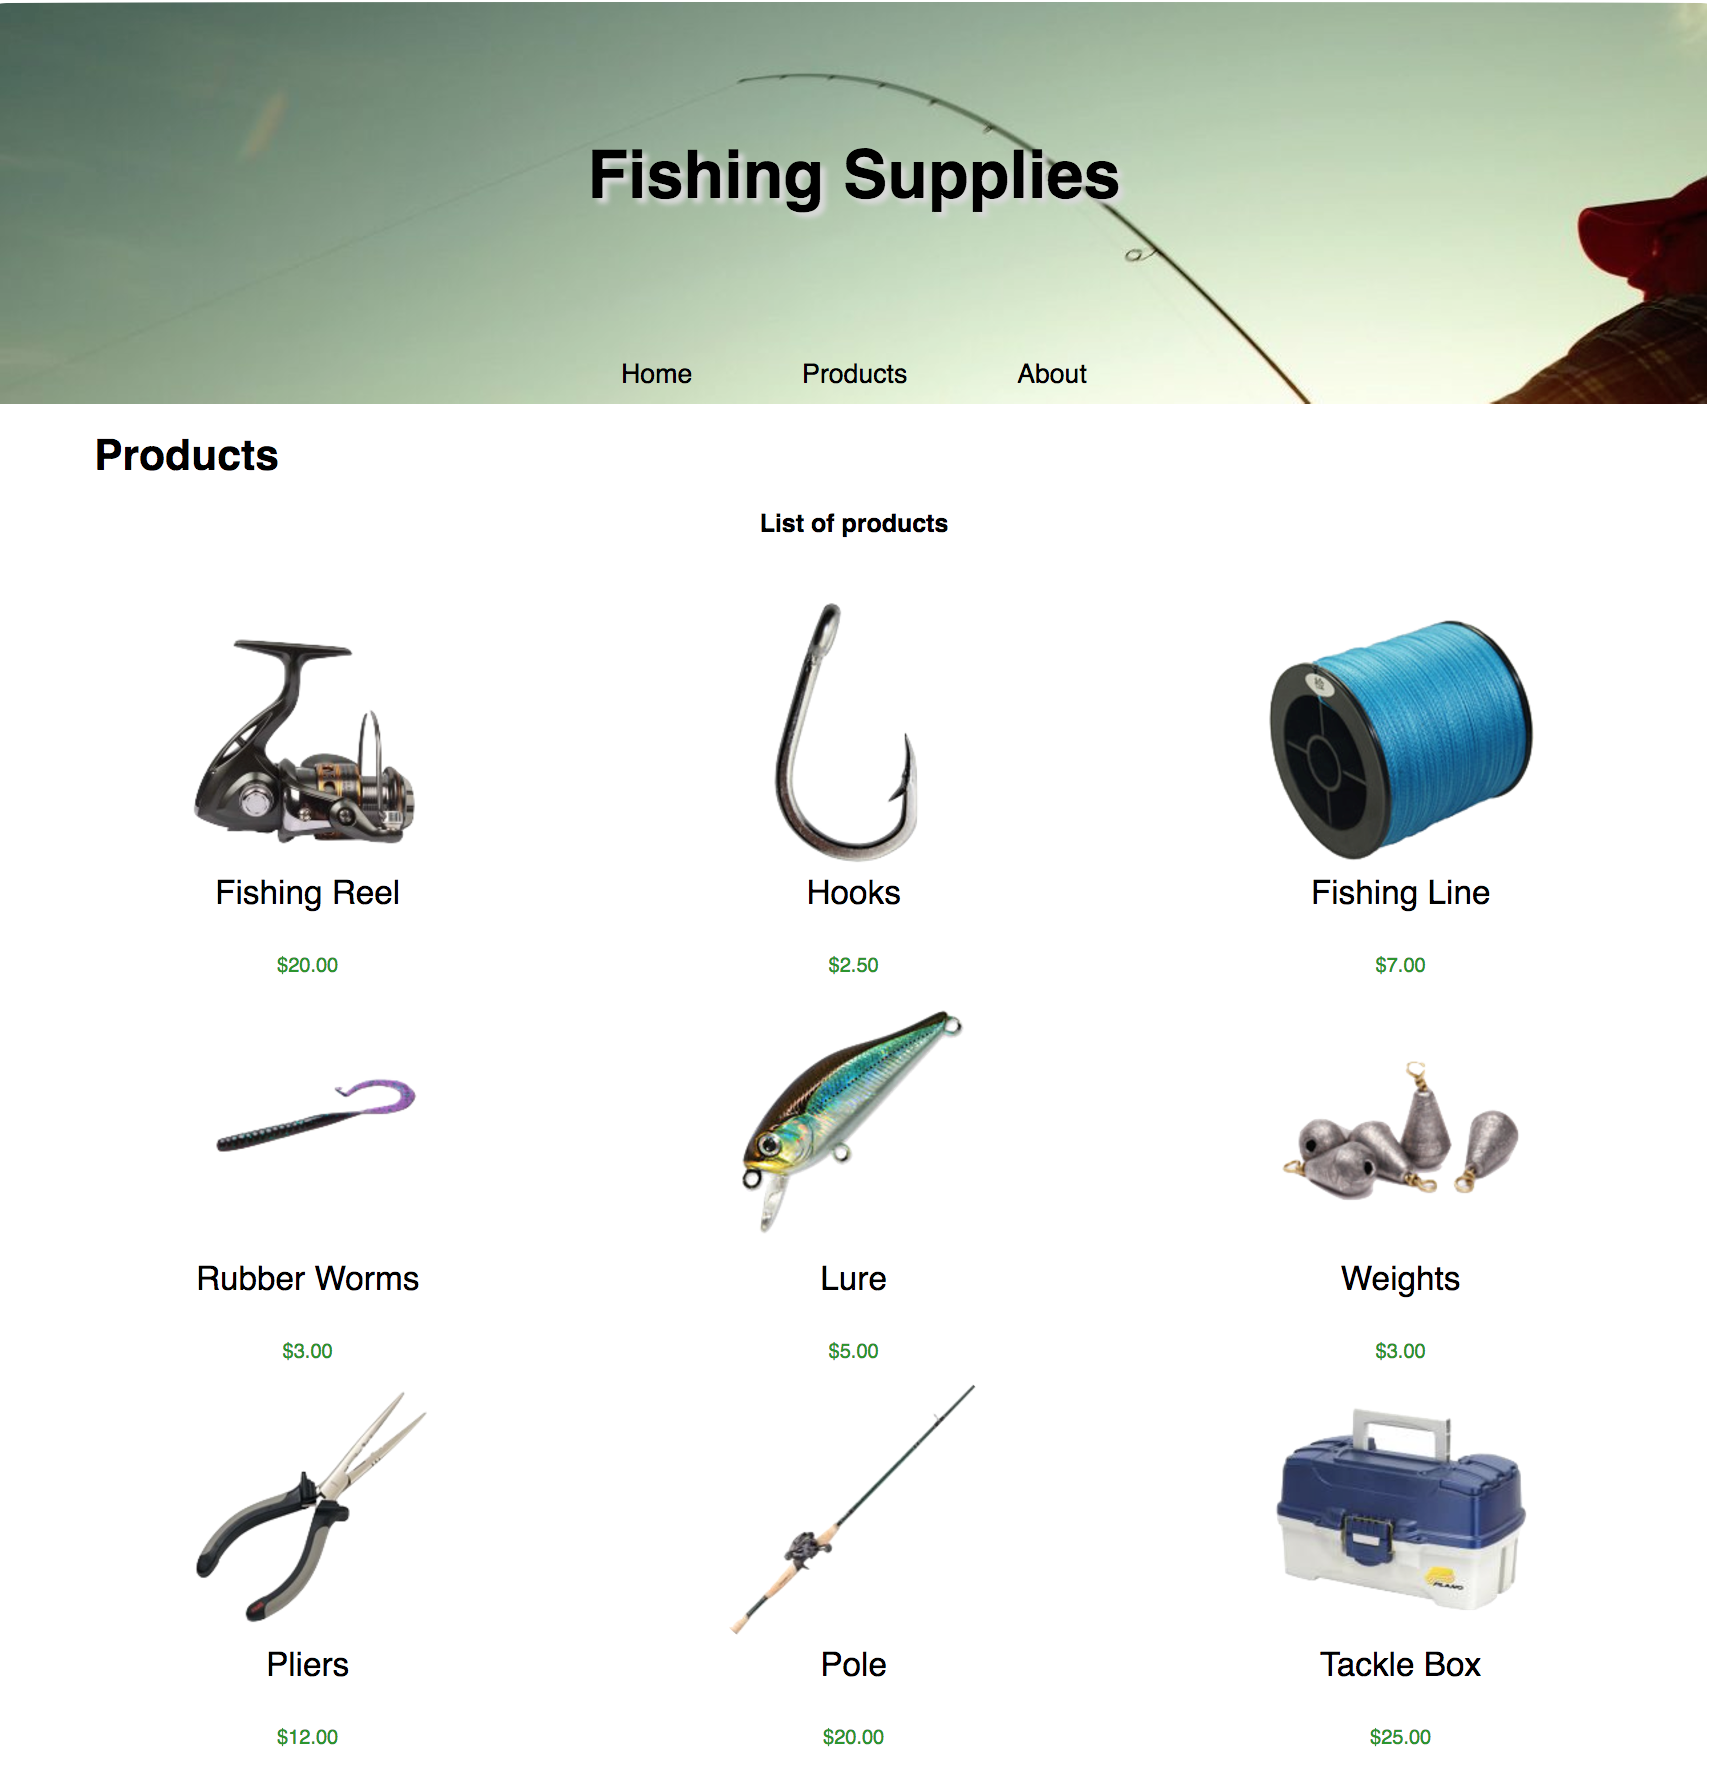 Fishing Supplies
Home Products About
Products
List of products
Fishing Reel Hooks Fishing Line
$20.00 $2.50 $7.00
Rubber Worms Lure Weights
$3.00 $5.00 $3.00
PLANO
Pliers Pole Tackle Box
$12.00 $20.00 $25.00